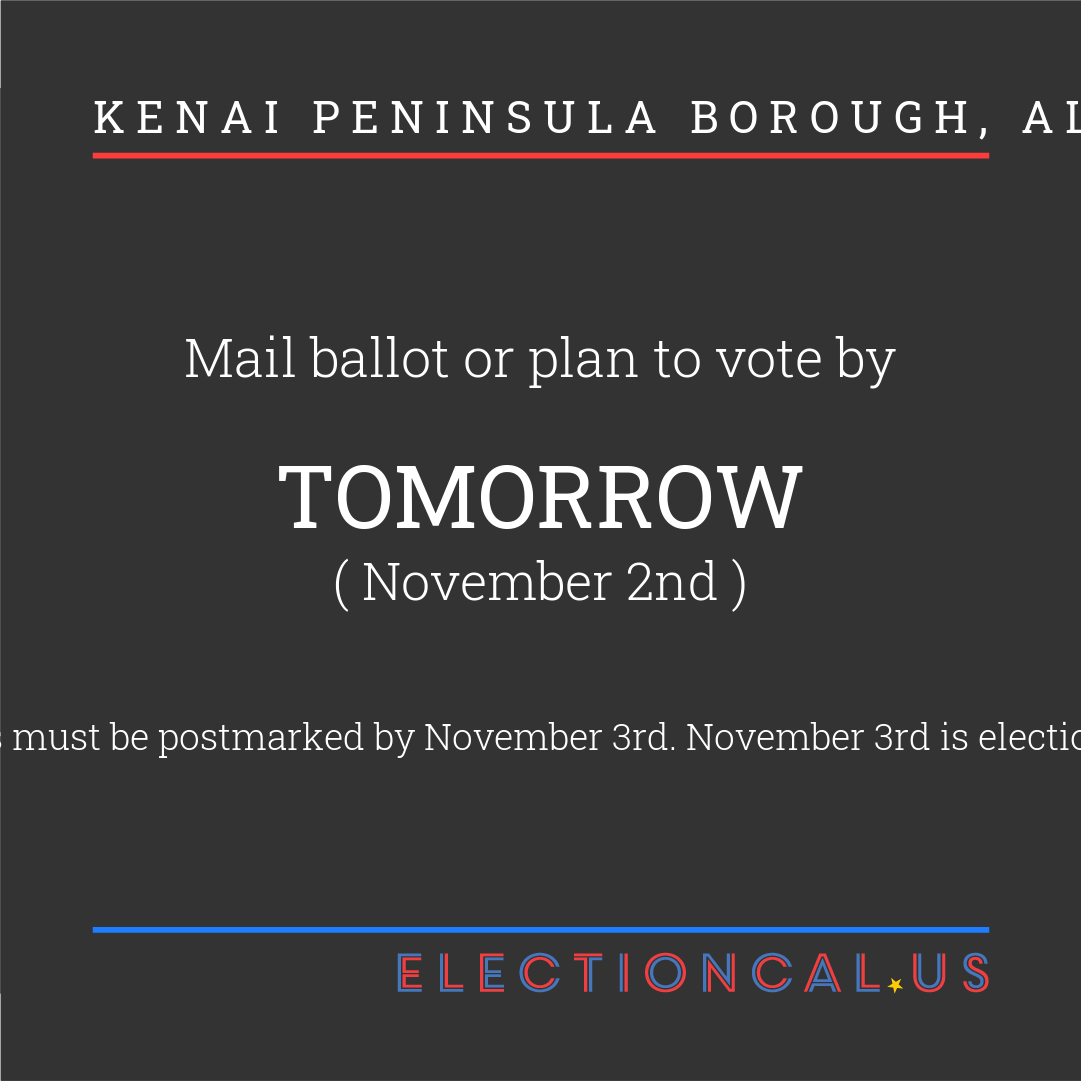 KENAI PENINSULA BOROUGH, AL
Mail ballot or plan to vote by
TOMORROW
( November 2nd )
must be postmarked by November 3rd. November 3rd is electio
ELECTIONCAL.US